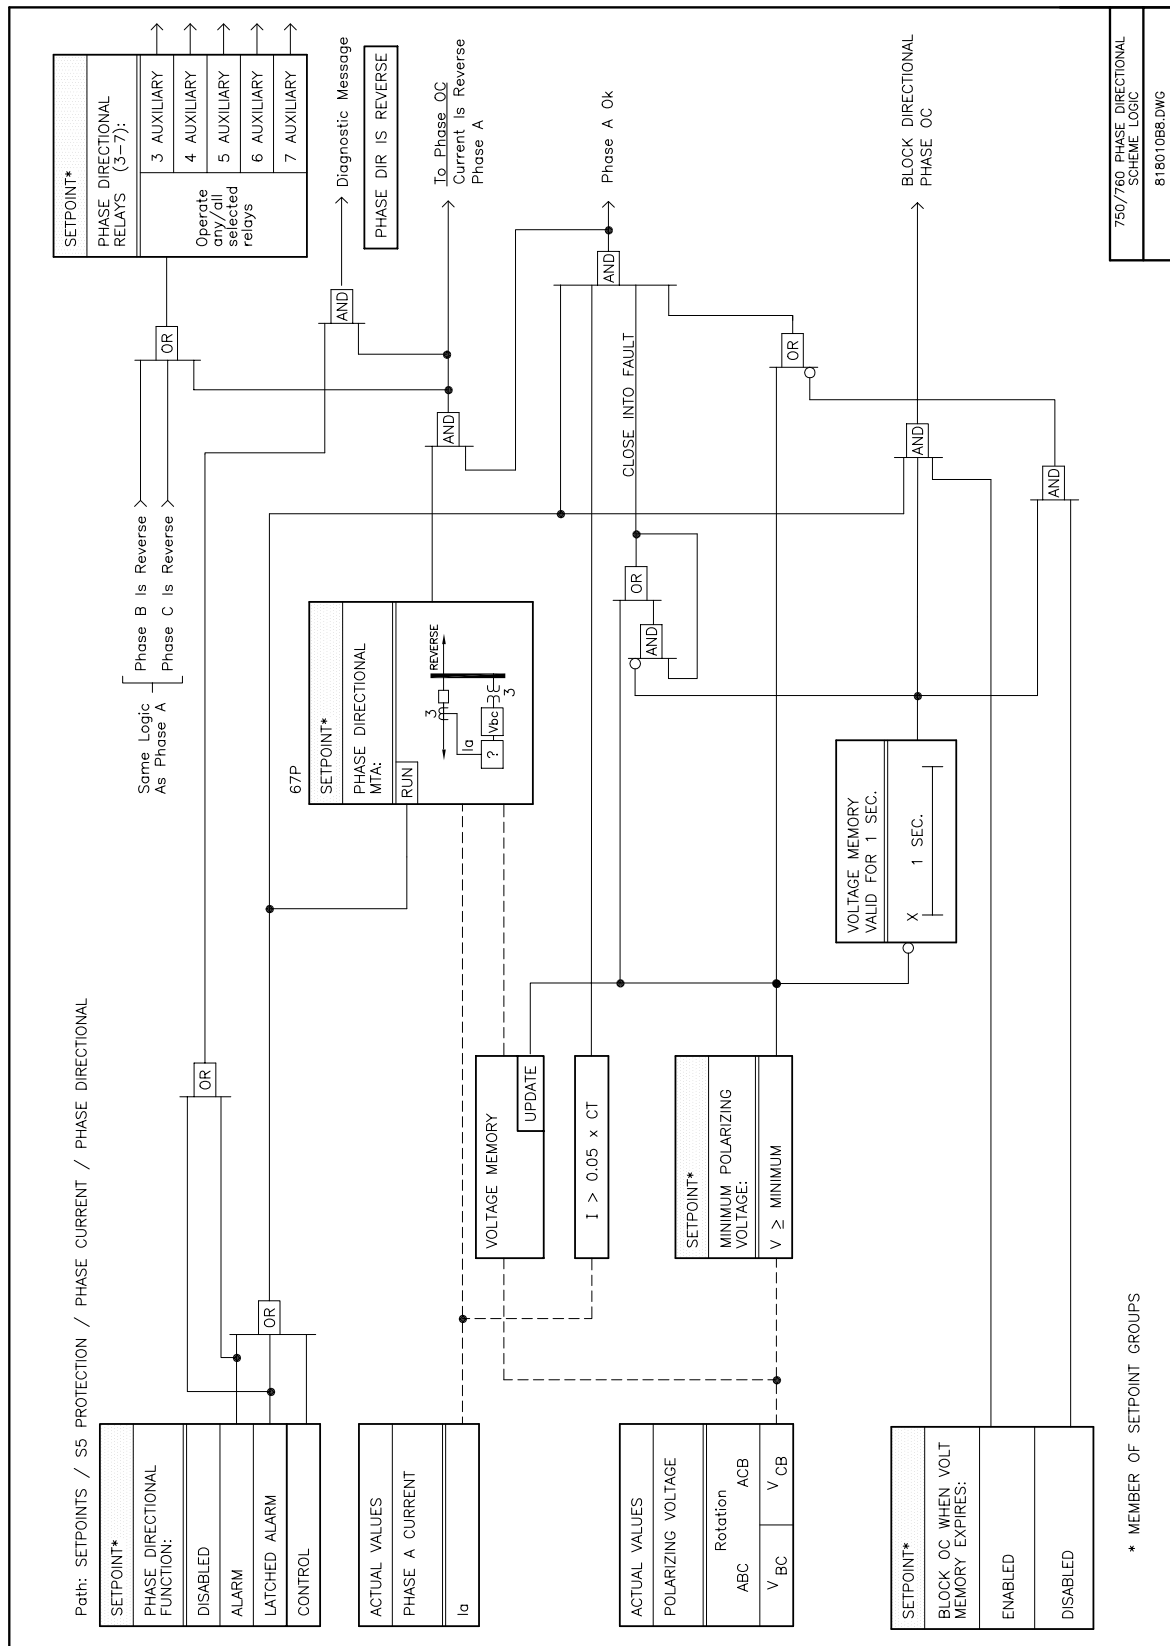 Path: SETPOINTS / S5 PROTECTION / PHASE CURRENT / PHASE DIRECTIONAL
SETPOINT*
PHASE DIRECTIONAL
FUNCTION:
DISABLED
ALARM
LATCHED ALARM
CONTROL
OR
OR
Same Logic
As Phase A
Phase B Is Reverse
Phase C Is Reverse
OR
SETPOINT*
PHASE DIRECTIONAL
RELAYS (3-7):
Operate
any/all
selected
relays
3 AUXILIARY
4 AUXILIARY
5 AUXILIARY
6 AUXILIARY
7 AUXILIARY
AND
Diagnostic Message
PHASE DIR IS REVERSE
ACTUAL VALUES
PHASE A CURRENT
Ia
67P
SETPOINT*
PHASE DIRECTIONAL
MTA:
RUN
REVERSE
3
Ia
?
Vbc
3
AND
To Phase OC
Current Is Reverse
Phase A
VOLTAGE MEMORY
UPDATE
I > 0.05 x CT
AND
Phase A Ok
OR
AND
CLOSE INTO FAULT
ACTUAL VALUES
POLARIZING VOLTAGE
Rotation
ABC ACB
V BC V CB
SETPOINT*
MINIMUM POLARIZING
VOLTAGE:
V ≥ MINIMUM
OR
VOLTAGE MEMORY
VALID FOR 1 SEC.
X 1 SEC.
AND
BLOCK DIRECTIONAL
PHASE OC
SETPOINT*
BLOCK OC WHEN VOLT
MEMORY EXPIRES:
ENABLED
DISABLED
AND
* MEMBER OF SETPOINT GROUPS
750/760 PHASE DIRECTIONAL
SCHEME LOGIC
818010B8.DWG